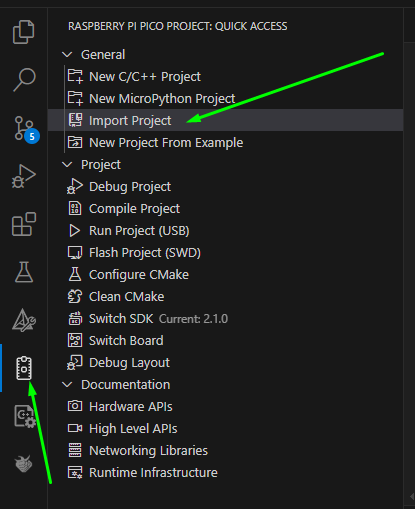 RASPBERRY PI PICO PROJECT: QUICK ACCESS
General
New C/C++ Project
New MicroPython Project
Import Project
New Project From Example
Project
Debug Project
Compile Project
Run Project (USB)
Flash Project (SWD)
Configure CMake
Clean CMake
Switch SDK Current: 2.1.0
Switch Board
Debug Layout
Documentation
Hardware APIs
High Level APIs
Networking Libraries
Runtime Infrastructure
5